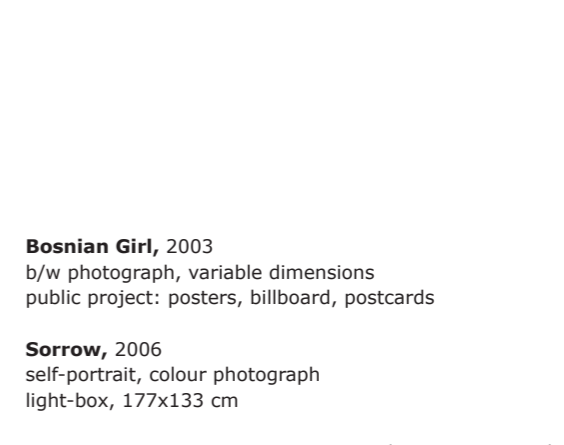 Bosnian Girl, 2003
b/w photograph, variable dimensions
public project: posters, billboard, postcards
Sorrow, 2006
self-portrait, colour photograph
light-box, 177x133 cm